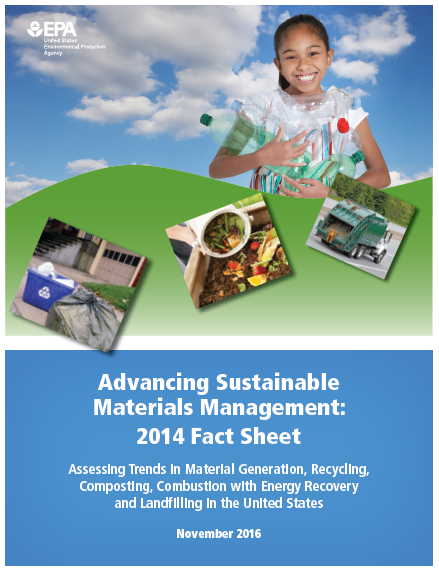 EPA
United States
Environmental Protection
Agency
Advancing Sustainable
Materials Management:
2014 Fact Sheet
Assessing Trends in Material Generation, Recycling,
Composting, Combustion with Energy Recovery
and Landfilling in the United States
November 2016